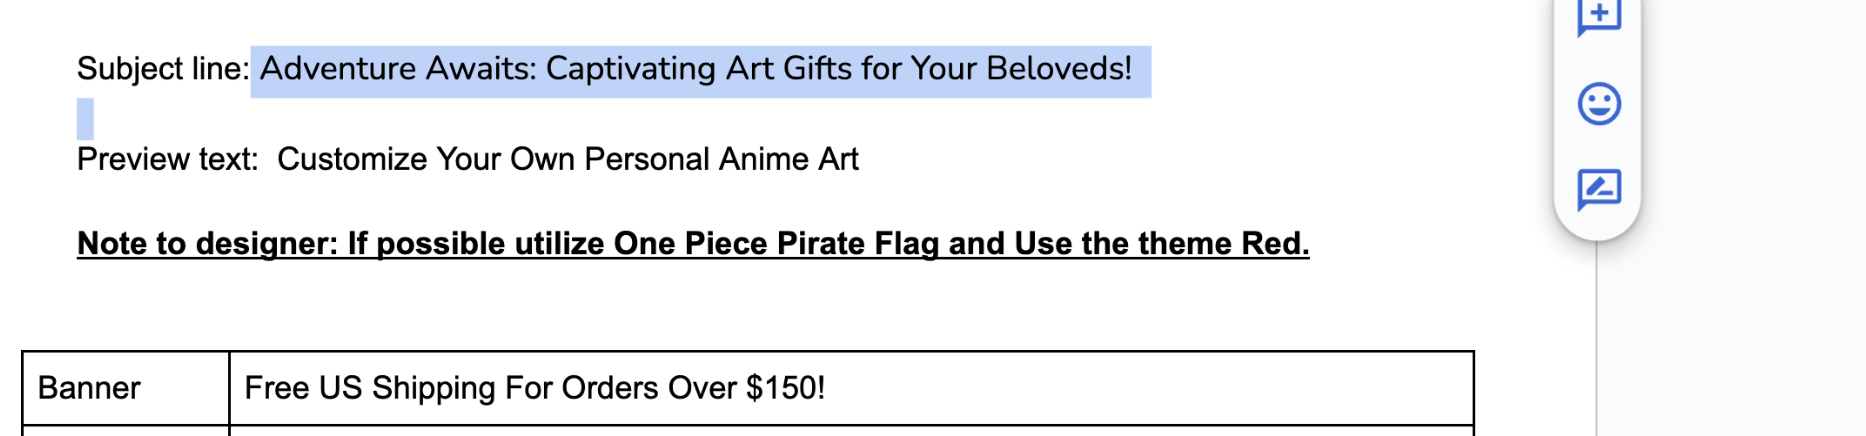 Subject line: Adventure Awaits: Captivating Art Gifts for Your Beloveds!
Preview text:  Customize Your Own Personal Anime Art
Note to designer: If possible utilize One Piece Pirate Flag and Use the theme Red.
Banner
Free US Shipping For Orders Over $150!